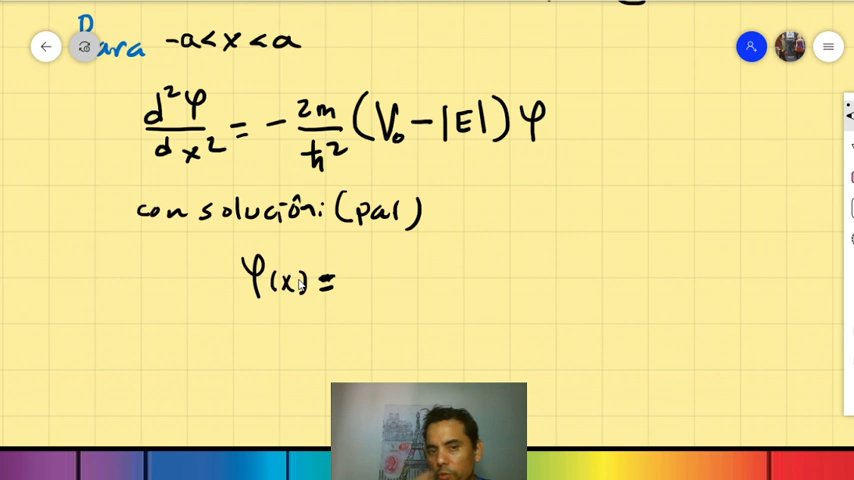 Para -a<x<a
d²φ/dx² = - 2m/ħ² (V₀ - |E|) φ
con solución: (par)
φ(x) =